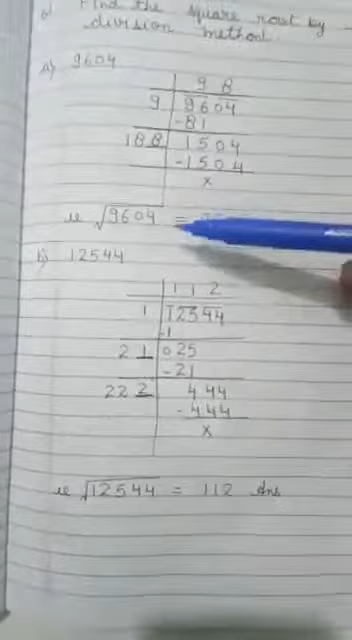 Find the square root by
division method
a) 9604
9 8
9 9604
-81
188 1504
-1504
x
ie √9604 =
b) 12544
1 1 2
1 12544
-1
21 025
-21
222 444
-444
x
ie √12544 = 112 Ans